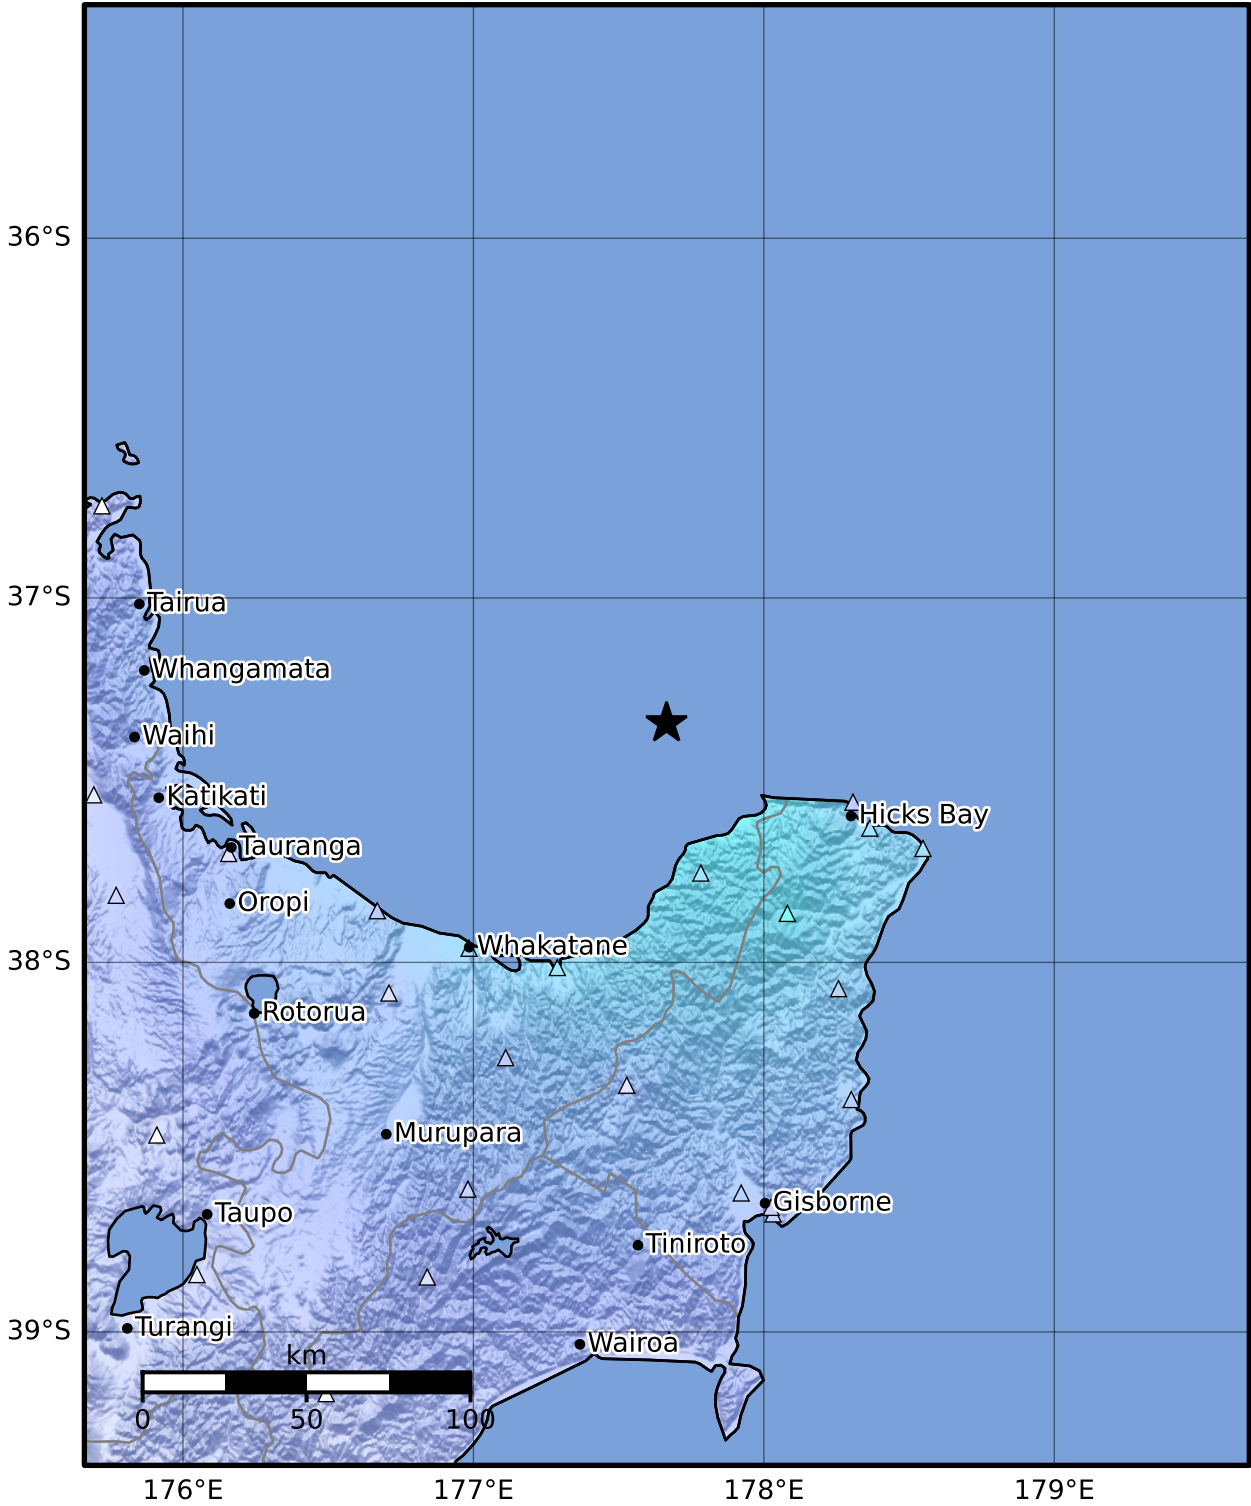 36°S
37°S
Tairua
Whangamata
Waihi
Katikati
Hicks Bay
Tauranga
Oropi
Whakatane
38°S
Rotorua
Murupara
Gisborne
Taupo
Tiniroto
39°S
Turangi
Wairoa
km
0 50 100
176°E 177°E 178°E 179°E